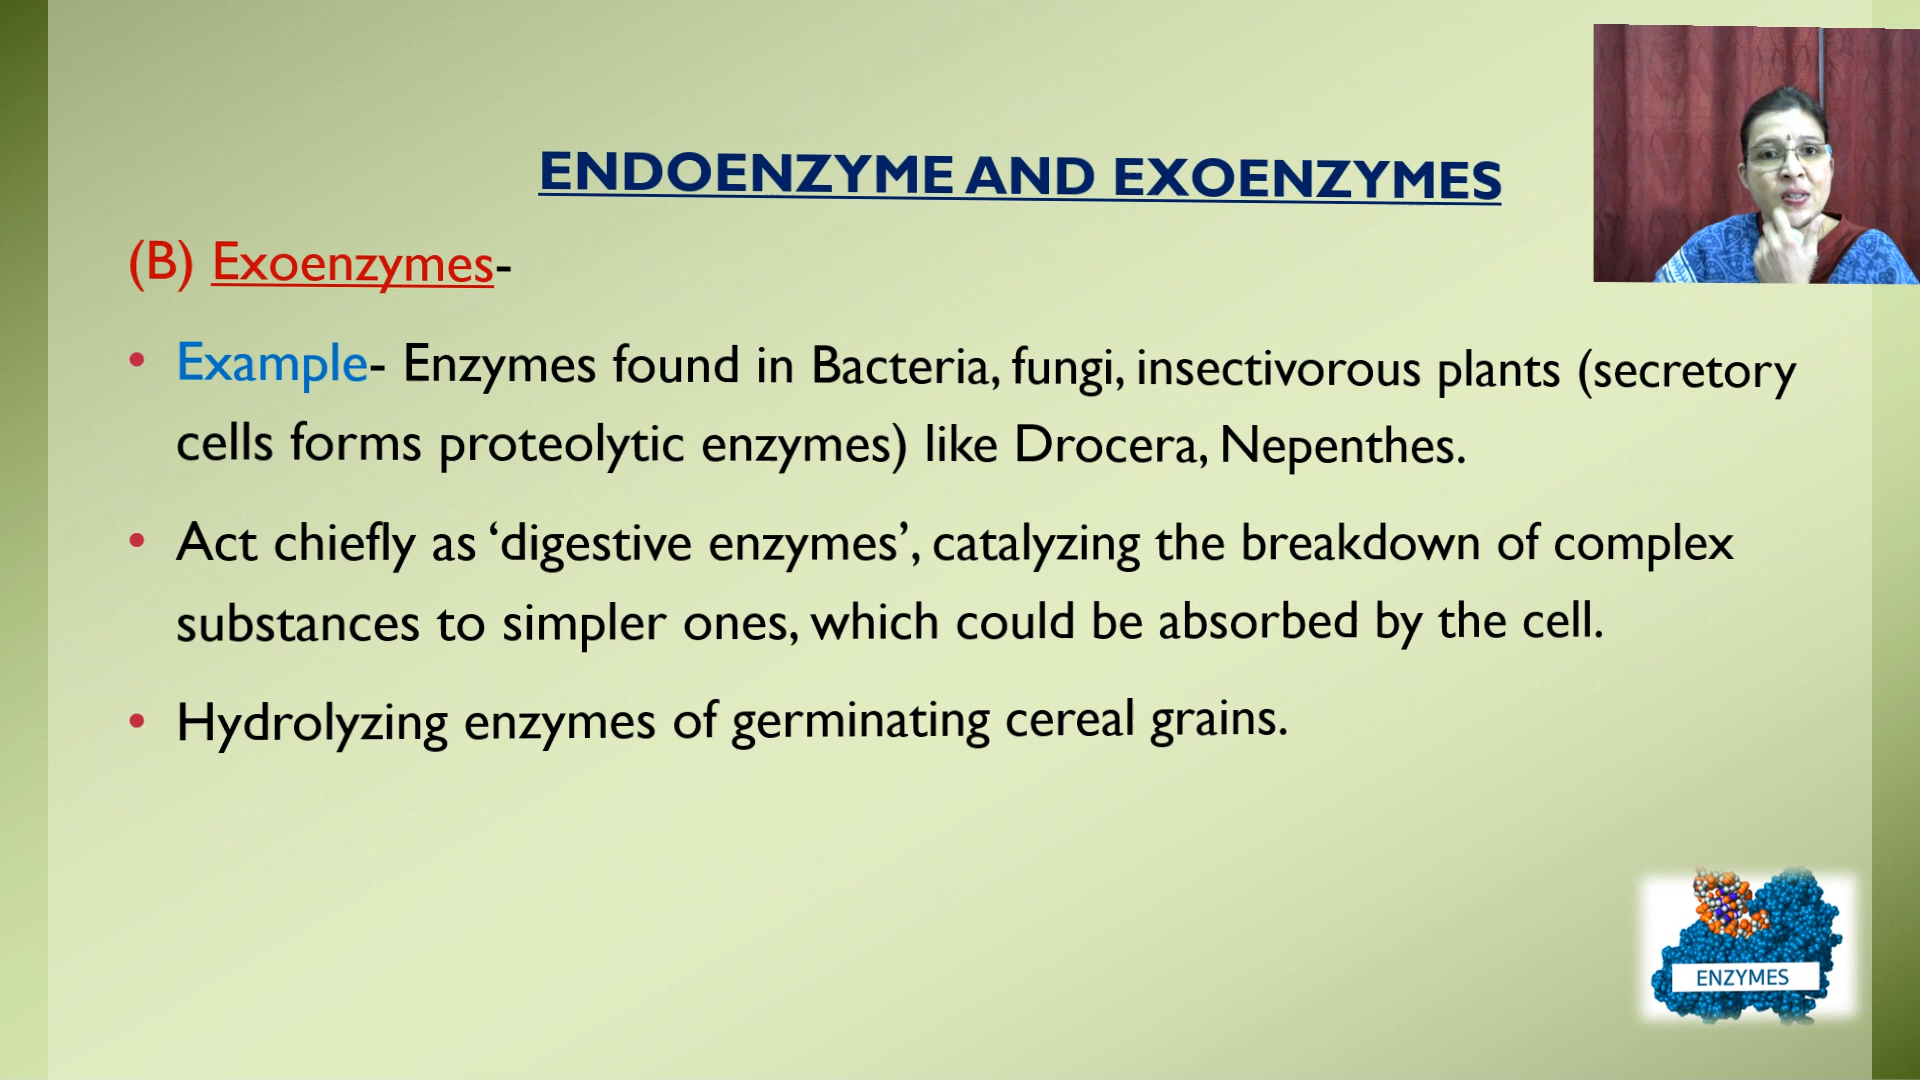 ENDOENZYME AND EXOENZYMES
(B) Exoenzymes-
• Example- Enzymes found in Bacteria, fungi, insectivorous plants (secretory
cells forms proteolytic enzymes) like Drocera, Nepenthes.
• Act chiefly as ‘digestive enzymes’, catalyzing the breakdown of complex
substances to simpler ones, which could be absorbed by the cell.
• Hydrolyzing enzymes of germinating cereal grains.
ENZYMES